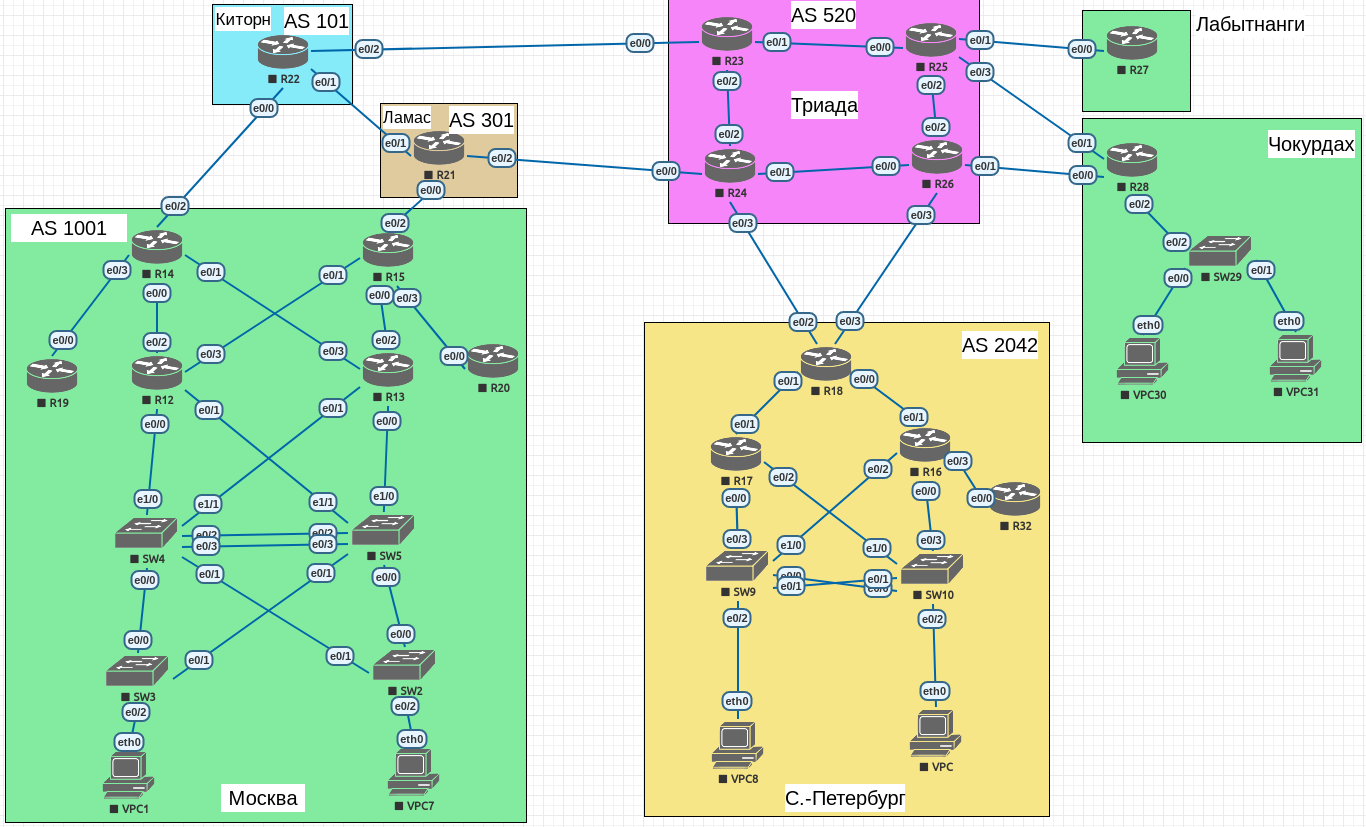 Киторн AS 101
e0/2
R22
e0/1
e0/0
Ламас AS 301
e0/1
e0/2
R21
e0/0
AS 520
e0/0
e0/1
R23
e0/2
e0/0
e0/1
R25
e0/3
e0/2
Триада
e0/2
e0/0
e0/1
R24
e0/3
e0/2
e0/0
e0/1
R26
e0/3
Лабытнанги
e0/0
R27
Чокурдах
e0/1
e0/0
R28
e0/2
e0/2
SW29
e0/0
e0/1
eth0
eth0
VPC30
VPC31
AS 1001
e0/2
R14
e0/3
e0/1
e0/0
e0/2
R15
e0/1
e0/0
e0/3
e0/0
R19
e0/2
e0/3
R12
e0/1
e0/0
e0/3
e0/2
R13
e0/1
e0/0
e0/0
R20
e1/0
e1/1
e0/2
e0/3
SW4
e0/0
e0/1
e1/1
e1/0
e0/2
e0/3
SW5
e0/1
e0/0
e0/0
e0/1
SW3
e0/2
e0/1
e0/0
SW2
e0/2
eth0
VPC1
eth0
VPC7
Москва
AS 2042
e0/2
e0/3
R18
e0/1
e0/0
e0/1
R17
e0/2
e0/0
e0/1
R16
e0/2
e0/3
e0/0
e0/0
R32
e0/3
e1/0
e0/0
e0/1
SW9
e0/2
e1/0
e0/3
e0/1
e0/0
SW10
e0/2
eth0
VPC8
eth0
VPC
С.-Петербург